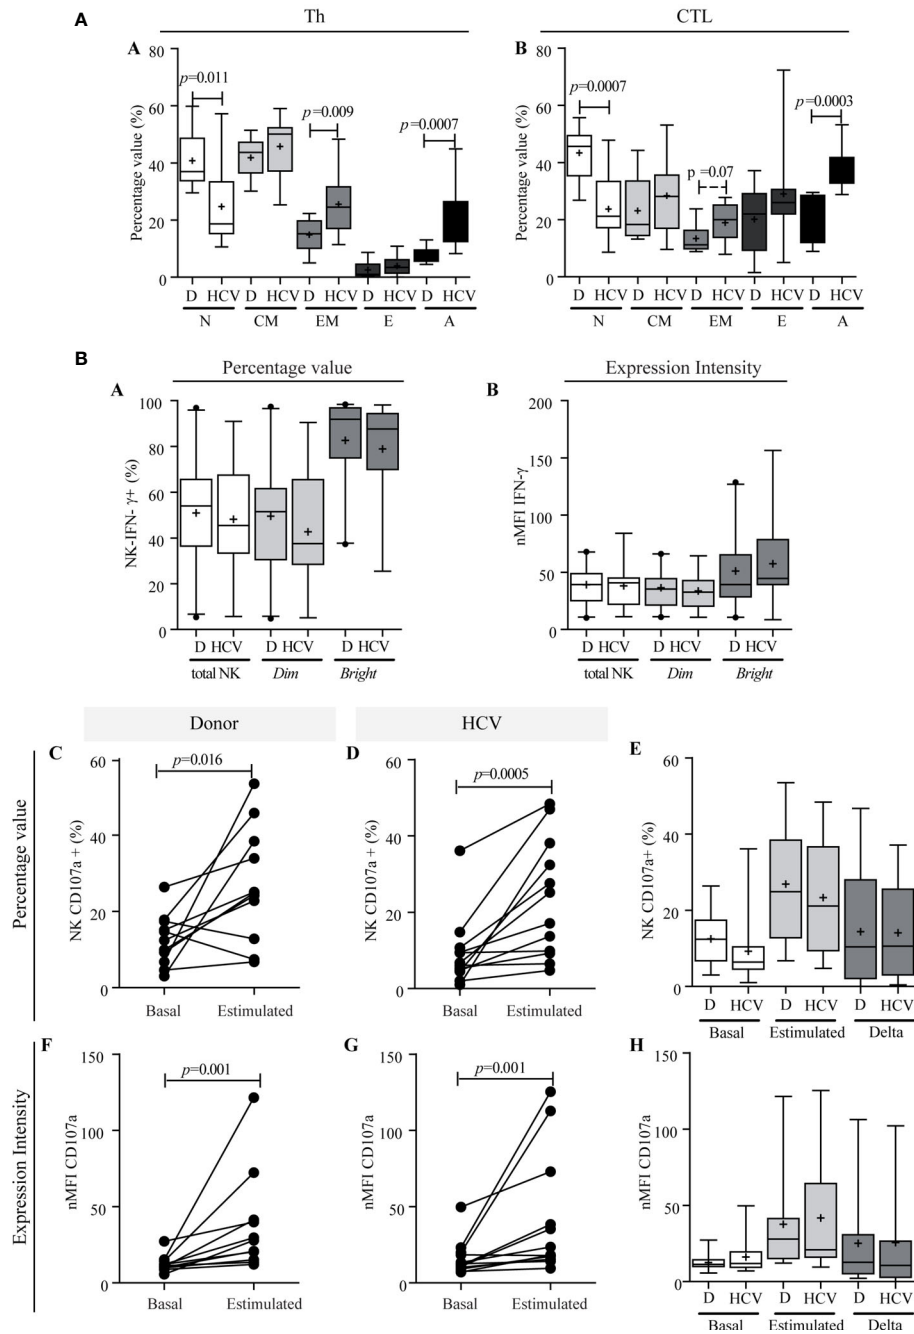 A
Th
CTL
A
B
Percentage value (%)
80
60
40
20
0
p=0.011
p=0.009
p=0.0007
D HCV D HCV D HCV D HCV D HCV
N CM EM E A
Percentage value (%)
80
60
40
20
0
p=0.0007
p =0.07
p=0.0003
D HCV D HCV D HCV D HCV D HCV
N CM EM E A
B
Percentage value
Expression Intensity
A
B
NK-IFN- γ+ (%)
100
80
60
40
20
0
D HCV D HCV D HCV
total NK Dim Bright
nMFI IFN-γ
200
150
100
50
0
D HCV D HCV D HCV
total NK Dim Bright
Donor
HCV
Percentage value
C
NK CD107a + (%)
60
40
20
0
p=0.016
Basal Estimulated
D
NK CD107a + (%)
60
40
20
0
p=0.0005
Basal Estimulated
E
NK CD107a+ (%)
60
40
20
0
D HCV D HCV D HCV
Basal Estimulated Delta
Expression Intensity
F
nMFI CD107a
150
100
50
0
p=0.001
Basal Estimulated
G
nMFI CD107a
150
100
50
0
p=0.001
Basal Estimulated
H
nMFI CD107a
150
100
50
0
D HCV D HCV D HCV
Basal Estimulated Delta